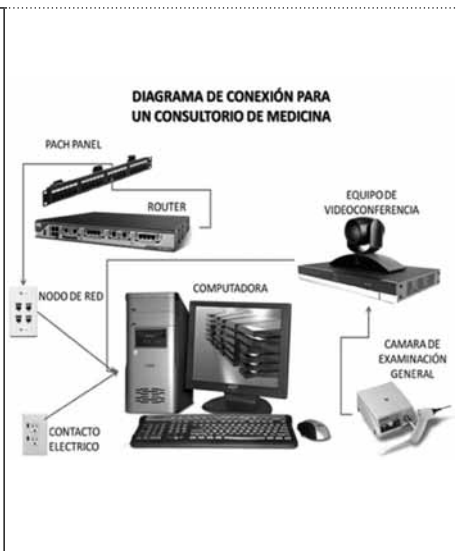 DIAGRAMA DE CONEXIÓN PARA
UN CONSULTORIO DE MEDICINA
PACH PANEL
ROUTER
EQUIPO DE
VIDEOCONFERENCIA
NODO DE RED
COMPUTADORA
CAMARA DE
EXAMINACIÓN
GENERAL
CONTACTO
ELECTRICO